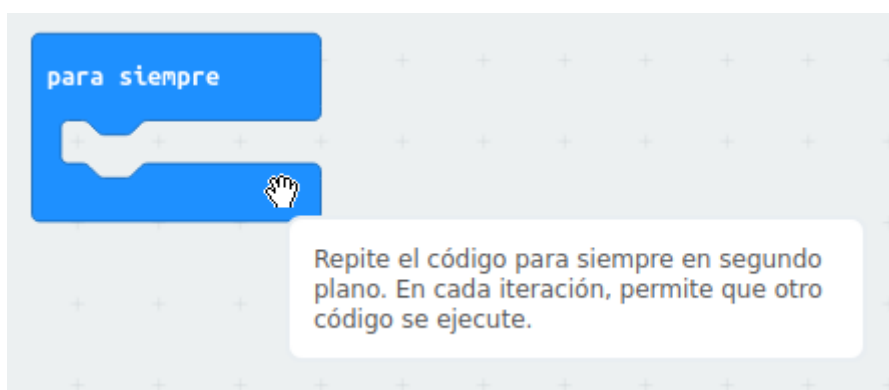 para siempre
Repite el código para siempre en segundo
plano. En cada iteración, permite que otro
código se ejecute.